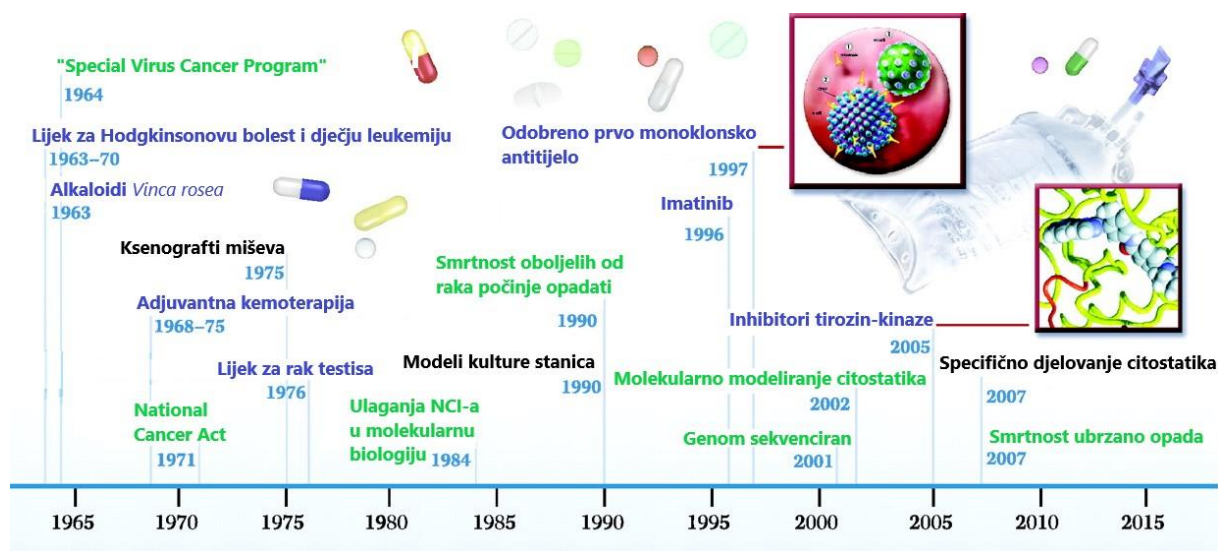 "Special Virus Cancer Program"
1964
Lijek za Hodgkinsonovu bolest i dječju leukemiju
1963–70
Alkaloidi Vinca rosea
1963
Ksenografti miševa
1975
Adjuvantna kemoterapija
1968–75
Lijek za rak testisa
1976
National
Cancer Act
1971
Ulaganja NCI-a
u molekularnu
biologiju 1984
Smrtnost oboljelih od
raka počinje opadati
1990
Modeli kulture stanica
1990
Odobreno prvo monoklonsko
antitijelo
1997
Imatinib
1996
Inhibitori tirozin-kinaze
2005
Molekularno modeliranje citostatika
2002
Genom sekvenciran
2001
Specifično djelovanje citostatika
2007
Smrtnost ubrzano opada
2007
1965 1970 1975 1980 1985 1990 1995 2000 2005 2010 2015